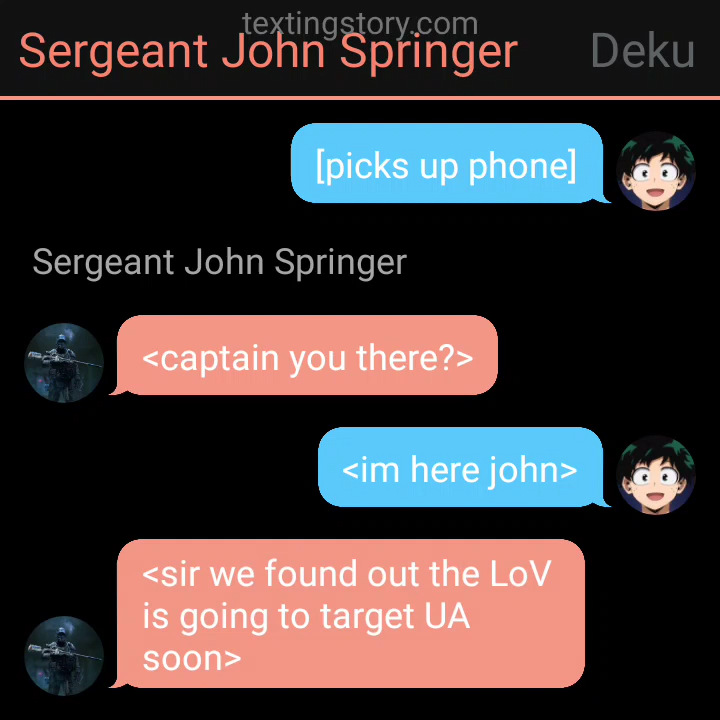 textingstory.com
Sergeant John Springer
Deku
[picks up phone]
Sergeant John Springer
<captain you there?>
<im here john>
<sir we found out the LoV
is going to target UA
soon>